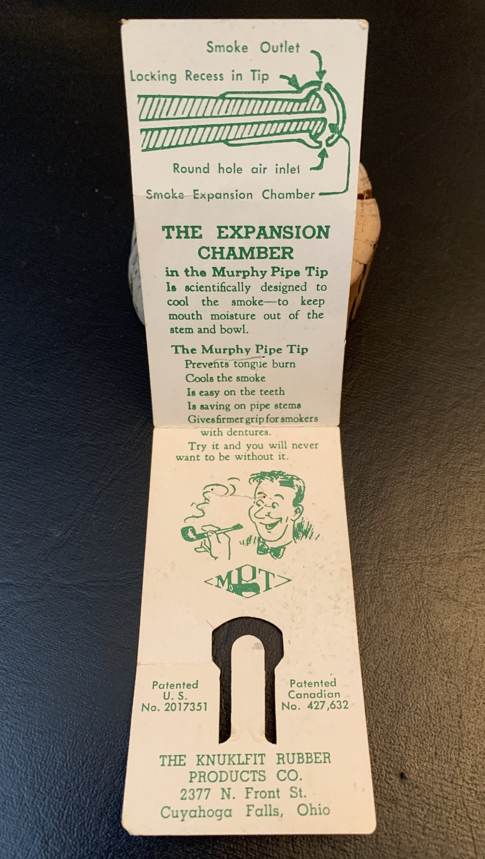 Smoke Outlet
Locking Recess in Tip
Round hole air inlet
Smoke Expansion Chamber
THE EXPANSION
CHAMBER
in the Murphy Pipe Tip
Is scientifically designed to
cool the smoke—to keep
mouth moisture out of the
stem and bowl.
The Murphy Pipe Tip
Prevents tongue burn
Cools the smoke
Is easy on the teeth
Is saving on pipe stems
Gives firmer grip for smokers
with dentures.
Try it and you will never
want to be without it.
MPT
Patented
U. S.
No. 2017351
Patented
Canadian
No. 427,632
THE KNUKLFIT RUBBER
PRODUCTS CO.
2377 N. Front St.
Cuyahoga Falls, Ohio